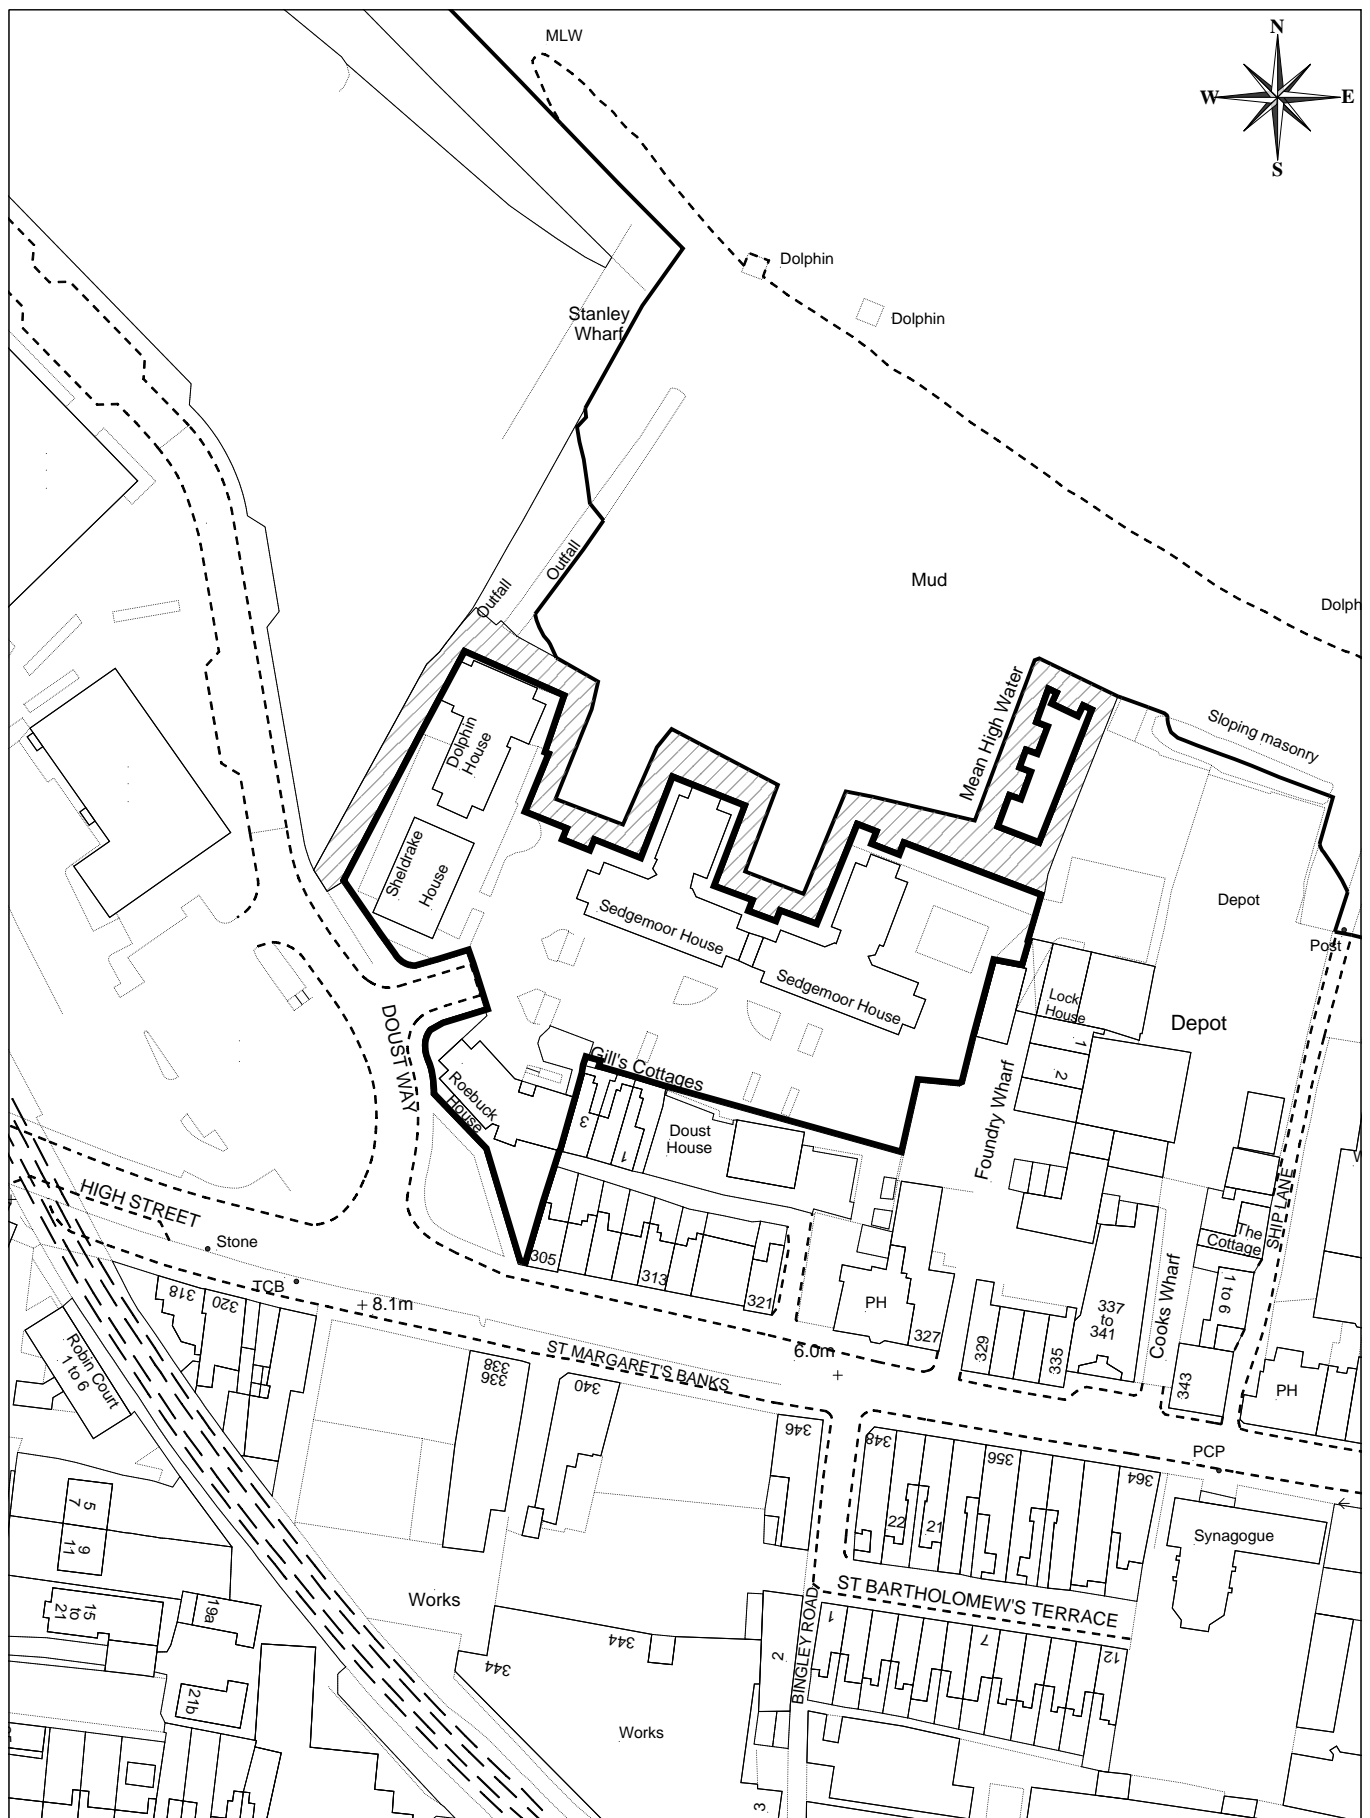 MLW
N
W
E
S
Dolphin
Dolphin
Stanley
Wharf
Outfall
Outfall
Mud
Dolph
Mean High Water
Sloping masonry
Dolphin
House
Sheldrake
House
Sedgemoor House
Sedgemoor House
Depot
Post
Lock
House
Depot
1
2
DOUST WAY
Gill's Cottages
Roebuck
House
3
1
Doust
House
Foundry Wharf
SHIP LANE
The
Cottage
HIGH STREET
Stone
TCB
305
313
321
PH
327
329
335
337
to
341
Cooks Wharf
1 to 6
343
PH
318
320
+ 8.1m
Robin Court
1 to 6
338
336
340
ST MARGARET'S BANKS
6.0m
+
346
348
356
364
PCP
22
21
Synagogue
5
7
9
11
15
to
21
19a
21b
Works
344
344
Works
2
3
BINGLEY ROAD
ST BARTHOLOMEW'S TERRACE
1
7
12